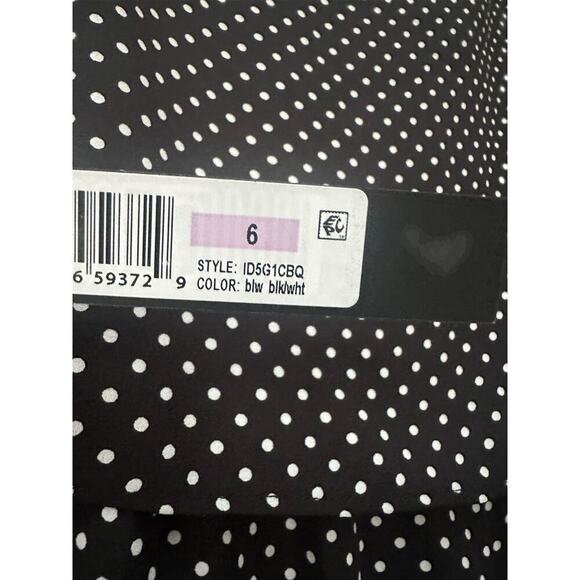 6
STYLE: ID5G1CBQ
COLOR: blw blk/wht
6 59372 9